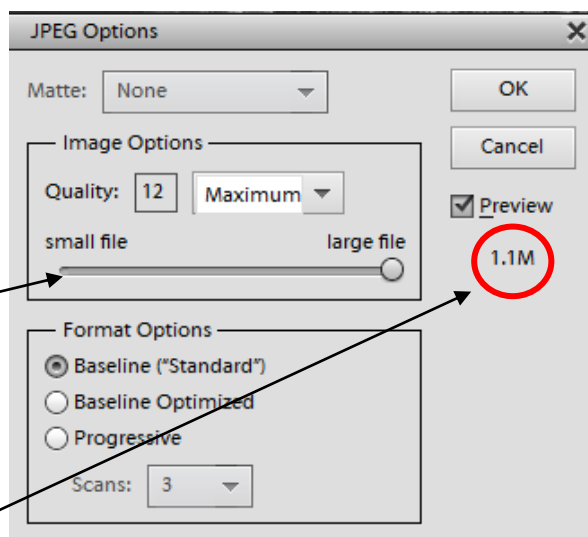 JPEG Options
Matte: None
OK
Image Options
Cancel
Quality: 12 Maximum
Preview
small file large file
1.1M
Format Options
Baseline ("Standard")
Baseline Optimized
Progressive
Scans: 3